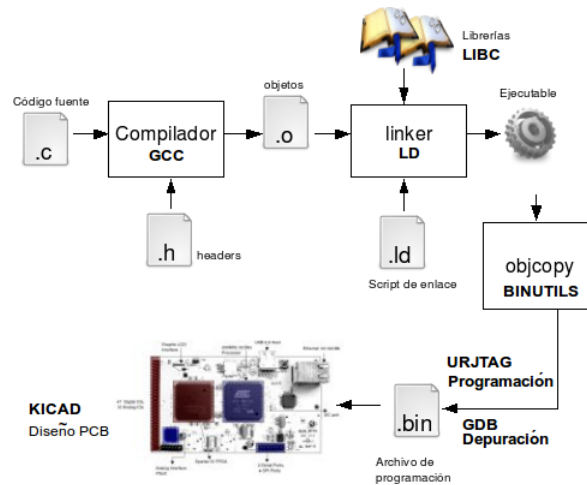 Librerías
LIBC
Código fuente
objetos
Ejecutable
.c
Compilador
GCC
.o
linker
LD
.h
headers
.ld
Script de enlace
objcopy
BINUTILS
URJTAG
Programación
KICAD
Diseño PCB
.bin
GDB
Depuración
Archivo de
programación